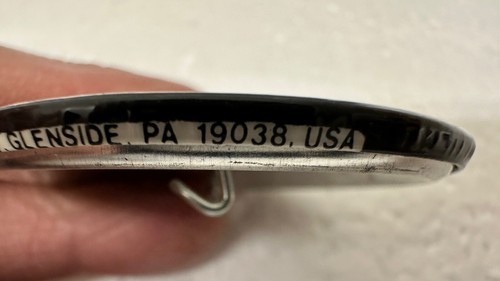 GLENSIDE, PA 19038, USA